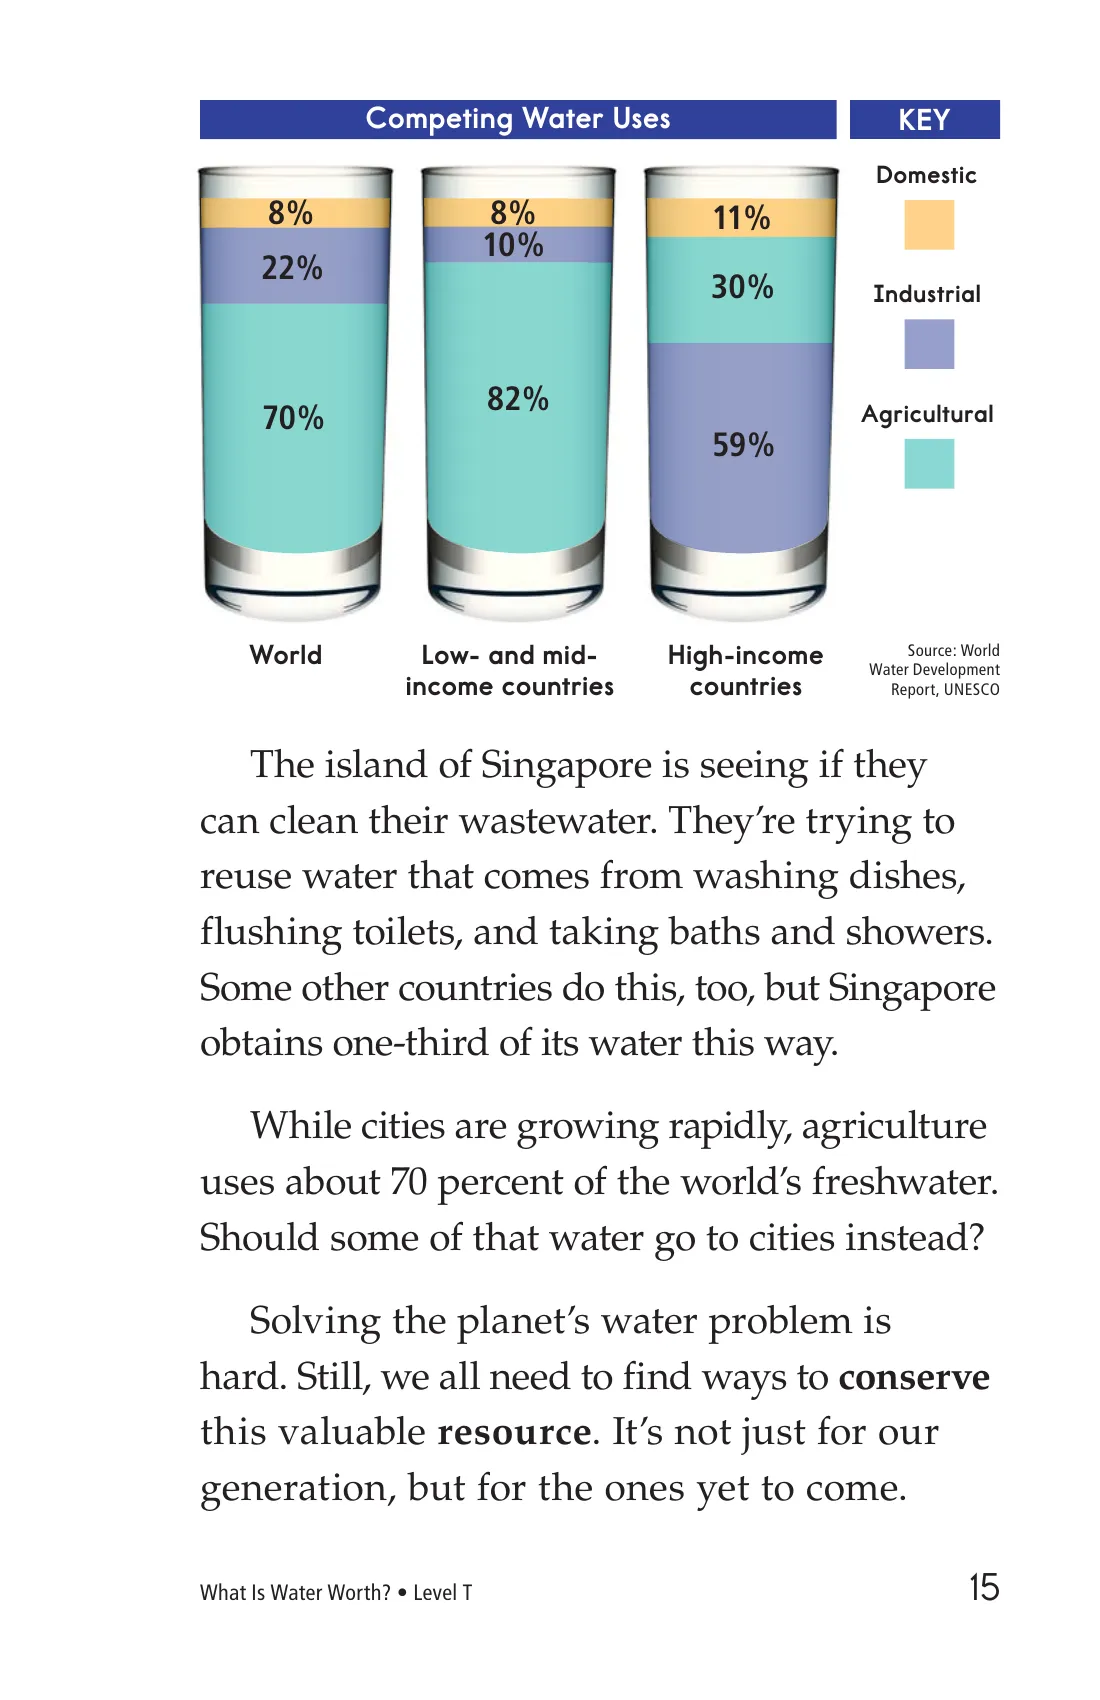 Competing Water Uses
KEY
Domestic
Industrial
Agricultural
8%
22%
70%
8%
10%
82%
11%
30%
59%
World
Low- and mid-
income countries
High-income
countries
Source: World
Water Development
Report, UNESCO
The island of Singapore is seeing if they
can clean their wastewater. They’re trying to
reuse water that comes from washing dishes,
flushing toilets, and taking baths and showers.
Some other countries do this, too, but Singapore
obtains one-third of its water this way.
While cities are growing rapidly, agriculture
uses about 70 percent of the world’s freshwater.
Should some of that water go to cities instead?
Solving the planet’s water problem is
hard. Still, we all need to find ways to conserve
this valuable resource. It’s not just for our
generation, but for the ones yet to come.
What Is Water Worth? • Level T
15